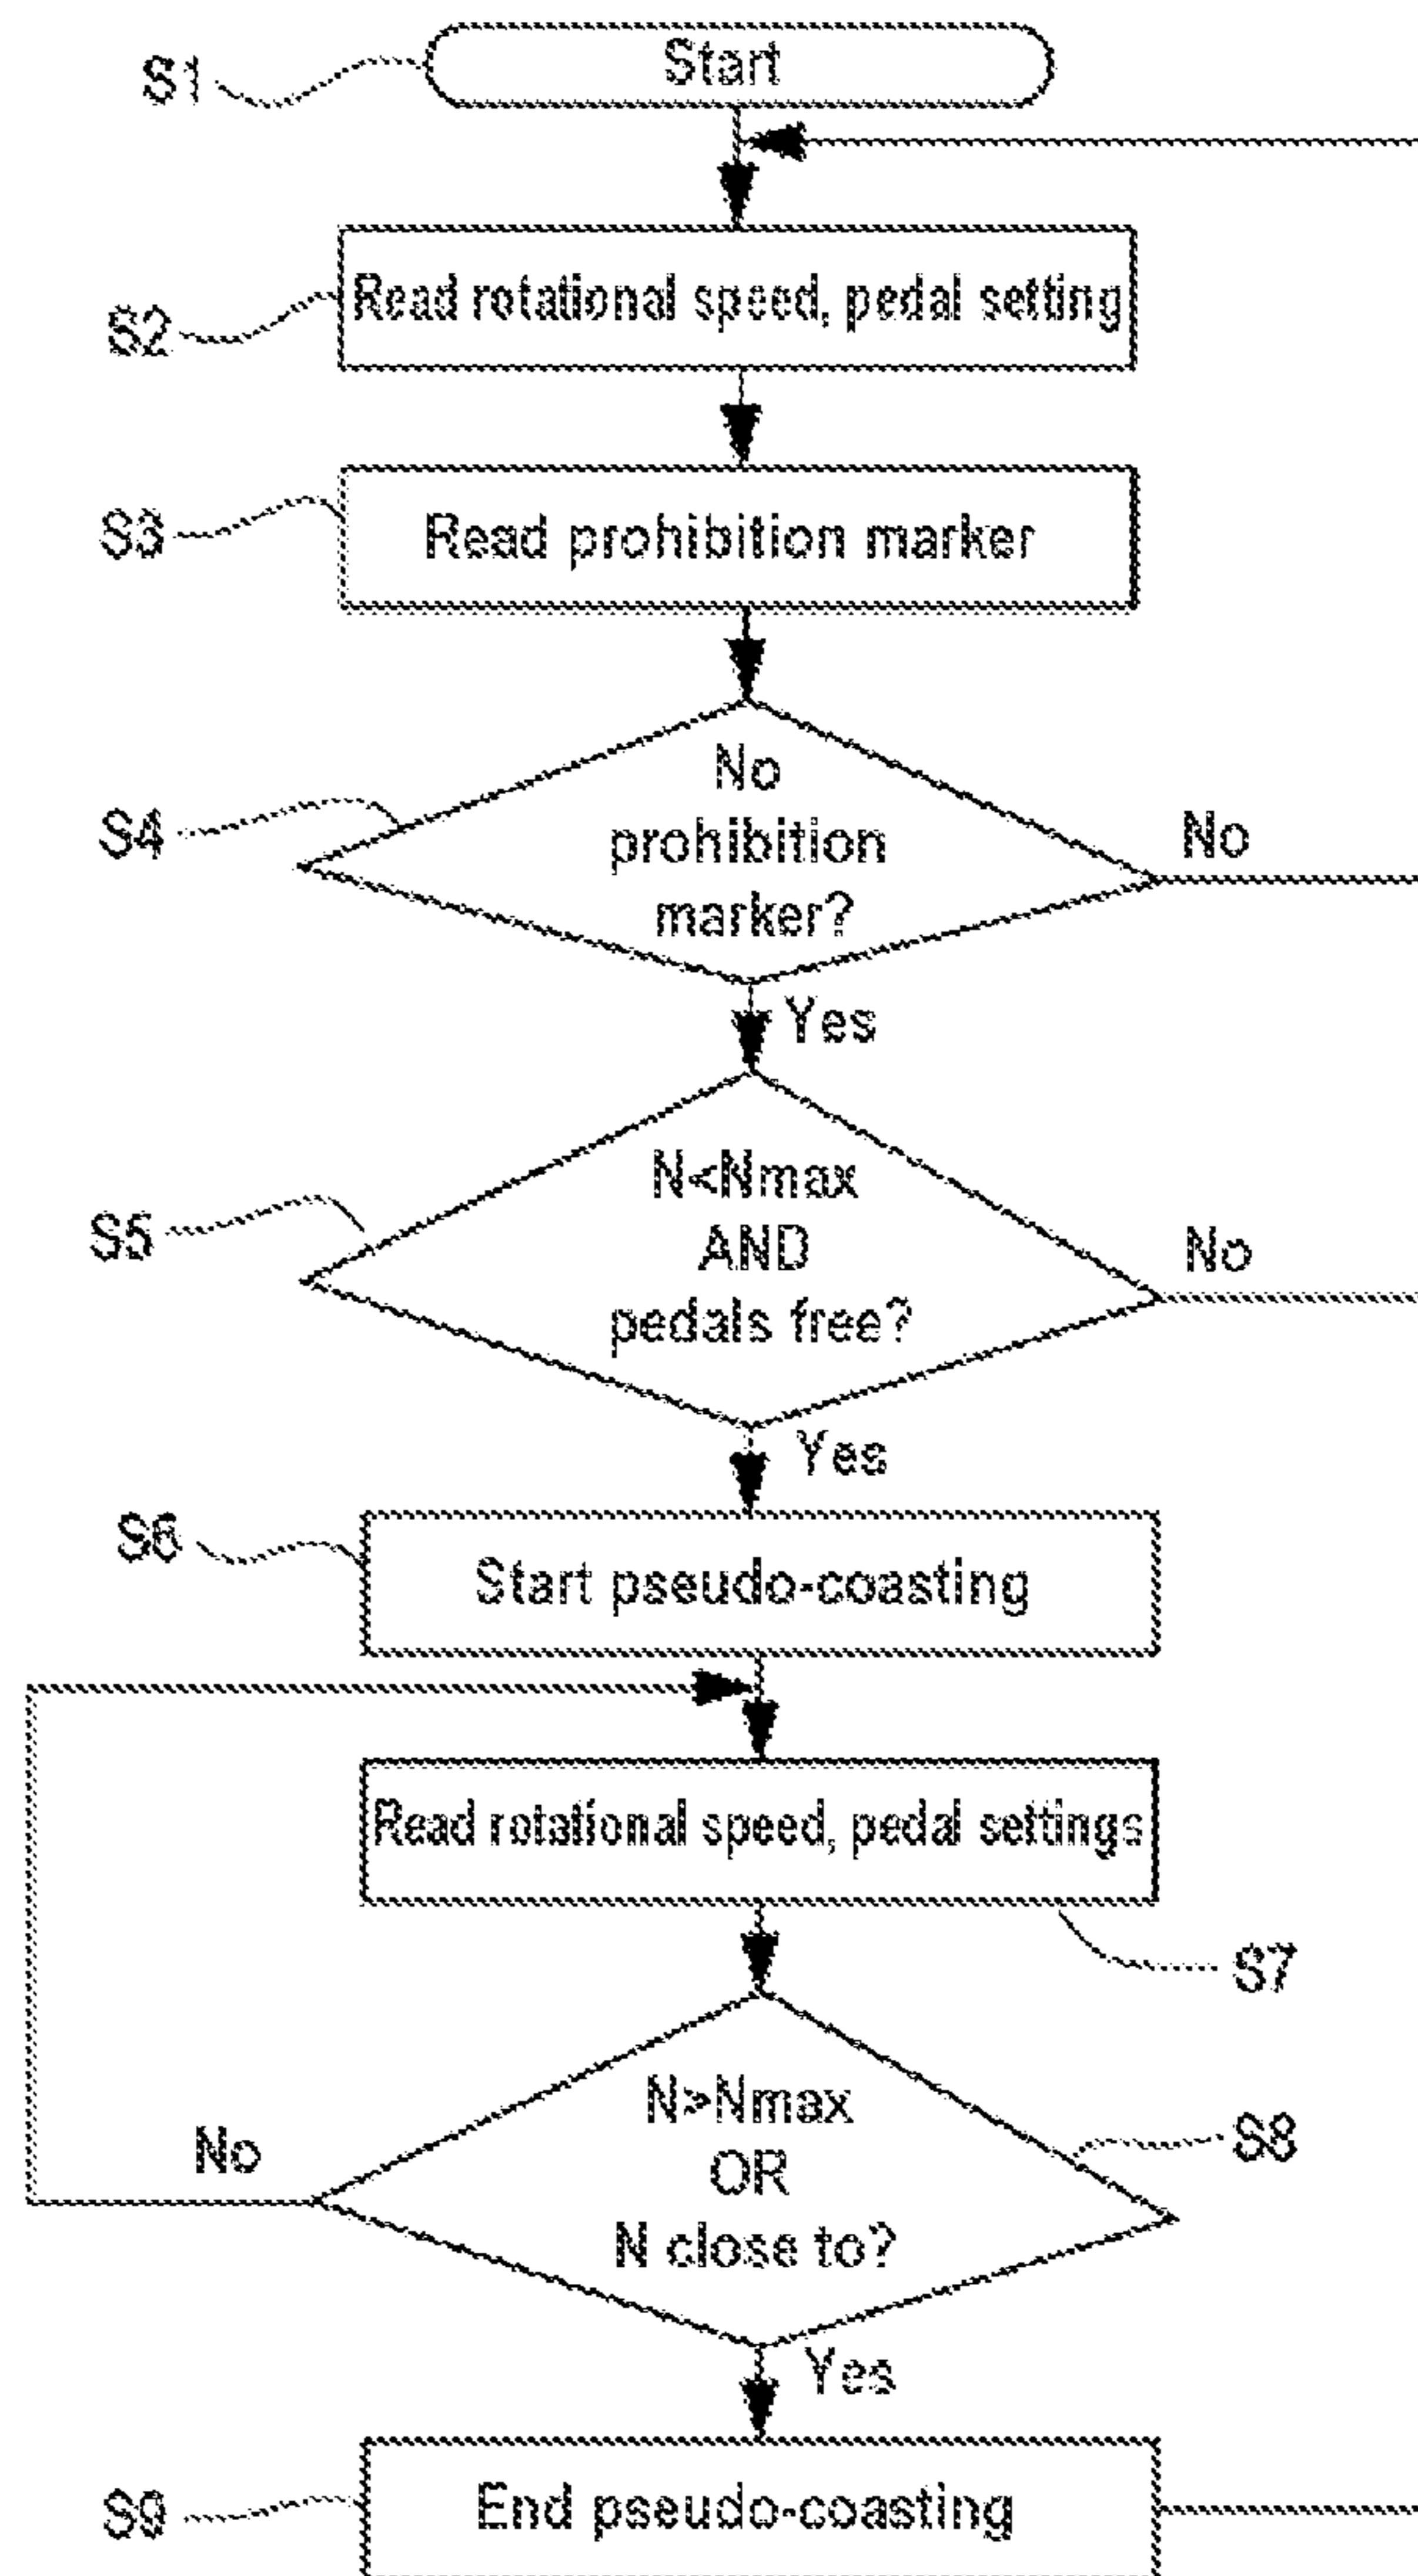 S1
Start
S2
Read rotational speed, pedal setting
S3
Read prohibition marker
S4
No
prohibition
marker?
No
Yes
S5
N<Nmax
AND
pedals free?
No
Yes
S6
Start pseudo-coasting
Read rotational speed, pedal settings
S7
N>Nmax
OR
N close to?
S8
No
Yes
S9
End pseudo-coasting